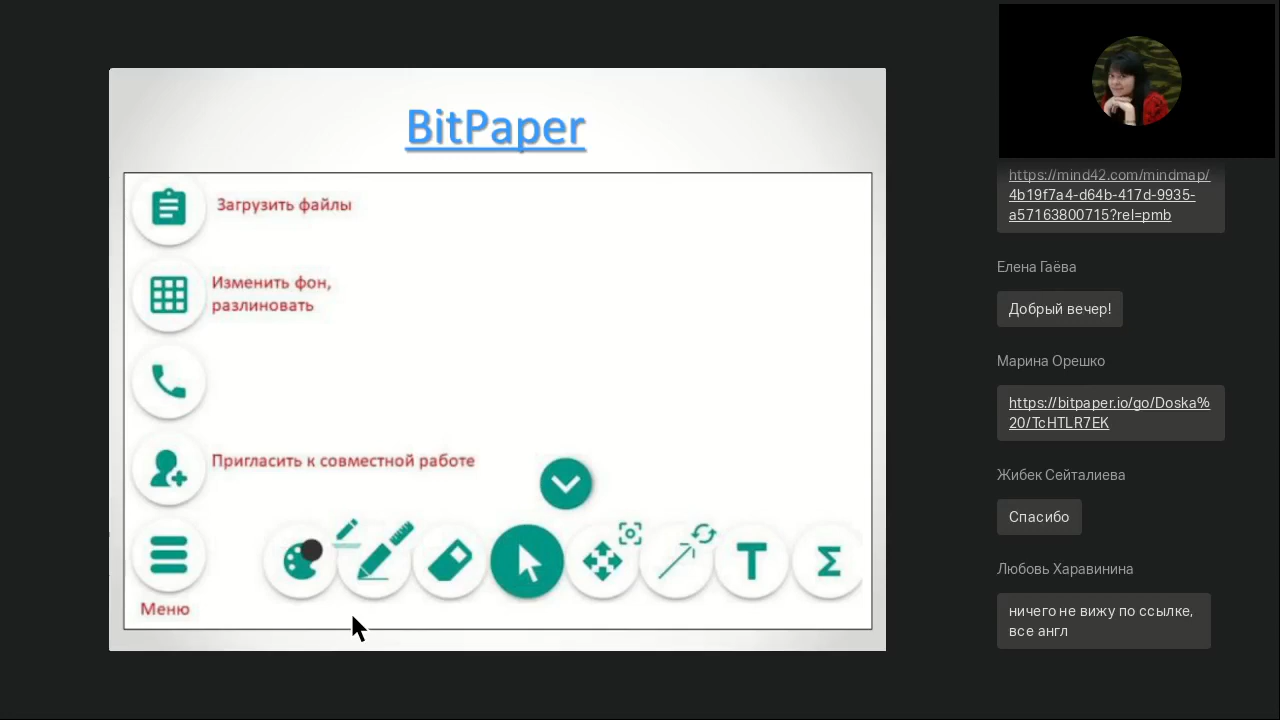 BitPaper
Загрузить файлы
Изменить фон,
разлиновать
Пригласить к совместной работе
Меню
T
Σ
https://mind42.com/mindmap/
4b19f7a4-d64b-417d-9935-
a57163800715?rel=pmb
Елена Гаёва
Добрый вечер!
Марина Орешко
https://bitpaper.io/go/Doska%
20/TcHTLR7EK
Жибек Сейталиева
Спасибо
Любовь Харавинина
ничего не вижу по ссылке,
все англ